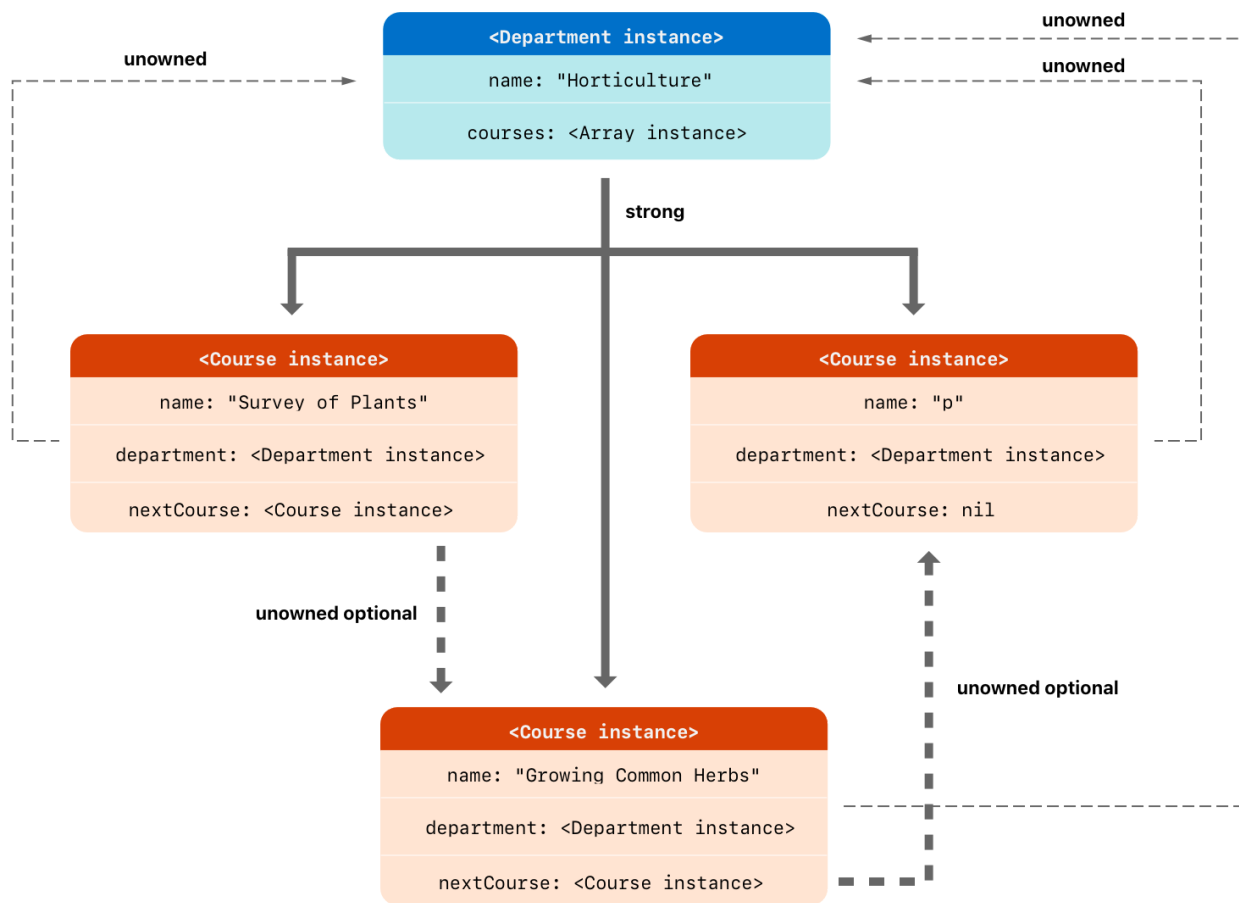 unowned
<Department instance>
unowned
unowned
name: "Horticulture"
courses: <Array instance>
strong
<Course instance>
name: "Survey of Plants"
department: <Department instance>
nextCourse: <Course instance>
<Course instance>
name: "p"
department: <Department instance>
nextCourse: nil
unowned optional
unowned optional
<Course instance>
name: "Growing Common Herbs"
department: <Department instance>
nextCourse: <Course instance>